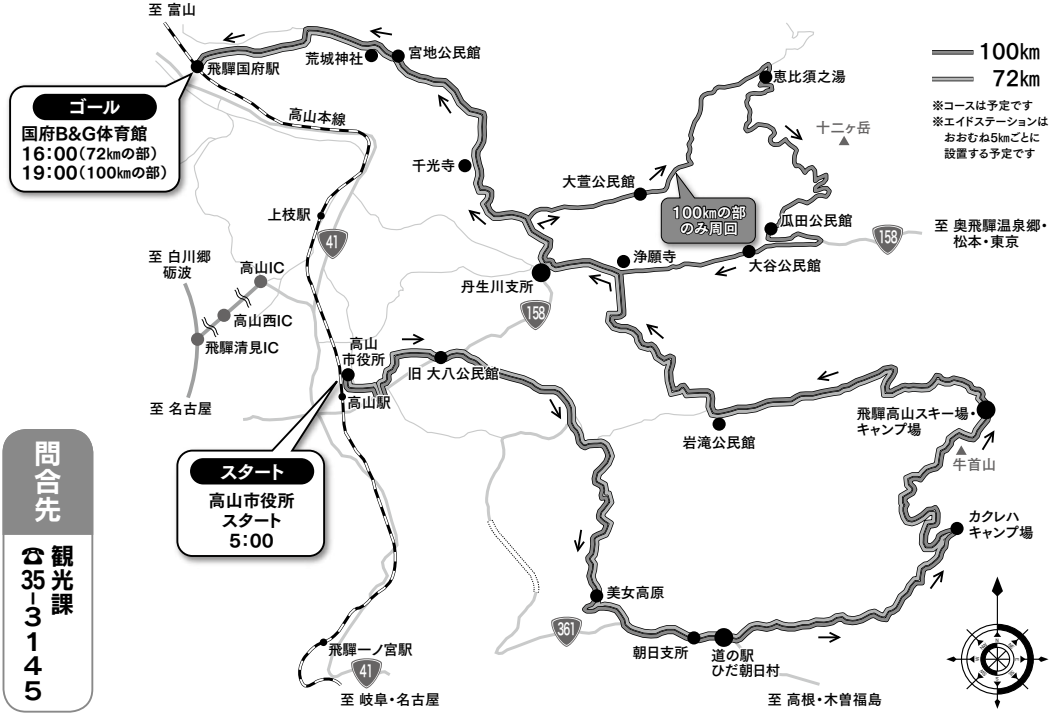 至 富山
飛騨国府駅
荒城神社
宮地公民館
恵比須之湯
100km
72km
※コースは予定です
※エイドステーションは
おおむね5kmごとに
設置する予定です
ゴール
国府B&G体育館
16:00(72kmの部)
19:00(100kmの部)
高山本線
千光寺
十二ヶ岳
大萱公民館
100kmの部
のみ周回
瓜田公民館
158
至 奥飛騨温泉郷・
松本・東京
上枝駅
41
浄願寺
大谷公民館
至 白川郷
砺波
高山IC
丹生川支所
158
高山西IC
飛騨清見IC
高山
市役所
旧 大八公民館
至 名古屋
高山駅
岩滝公民館
飛騨高山スキー場・
キャンプ場
牛首山
スタート
高山市役所
スタート
5:00
カクレハ
キャンプ場
問合先
観光課
☎35-3145
美女高原
361
朝日支所
道の駅
ひだ朝日村
飛騨一ノ宮駅
41
至 岐阜・名古屋
至 高根・木曽福島